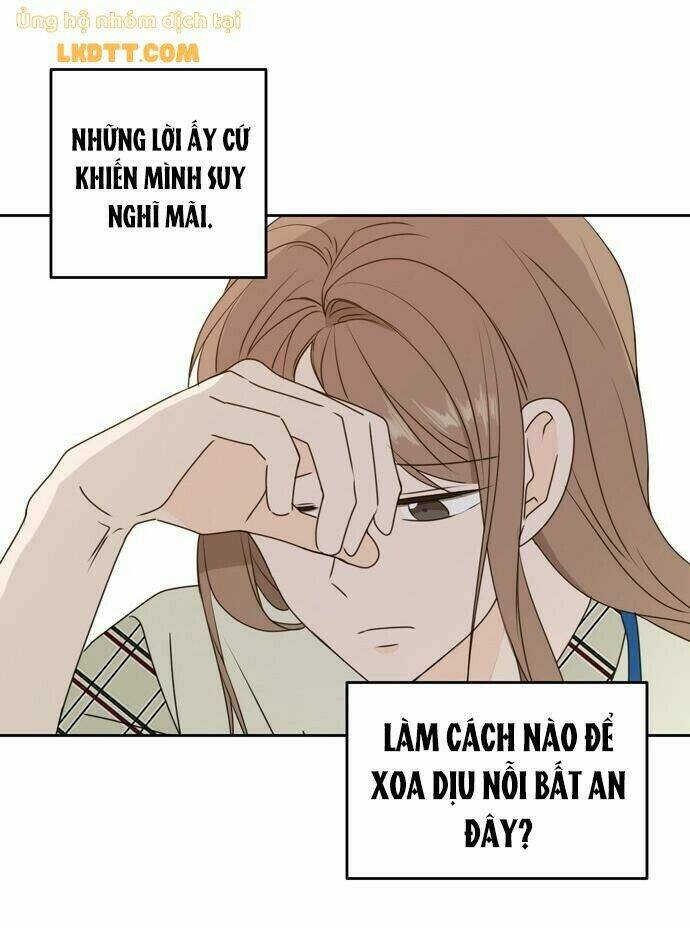 Ủng hộ nhóm dịch tại
LKDTT.COM
NHỮNG LỜI ẤY CỨ
KHIẾN MÌNH SUY
NGHĨ MÃI.
LÀM CÁCH NÀO ĐỂ
XOA DỊU NỖI BẤT AN
ĐÂY?